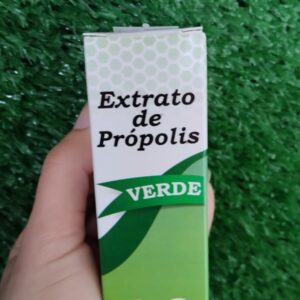 Extrato
de
Própolis
VERDE